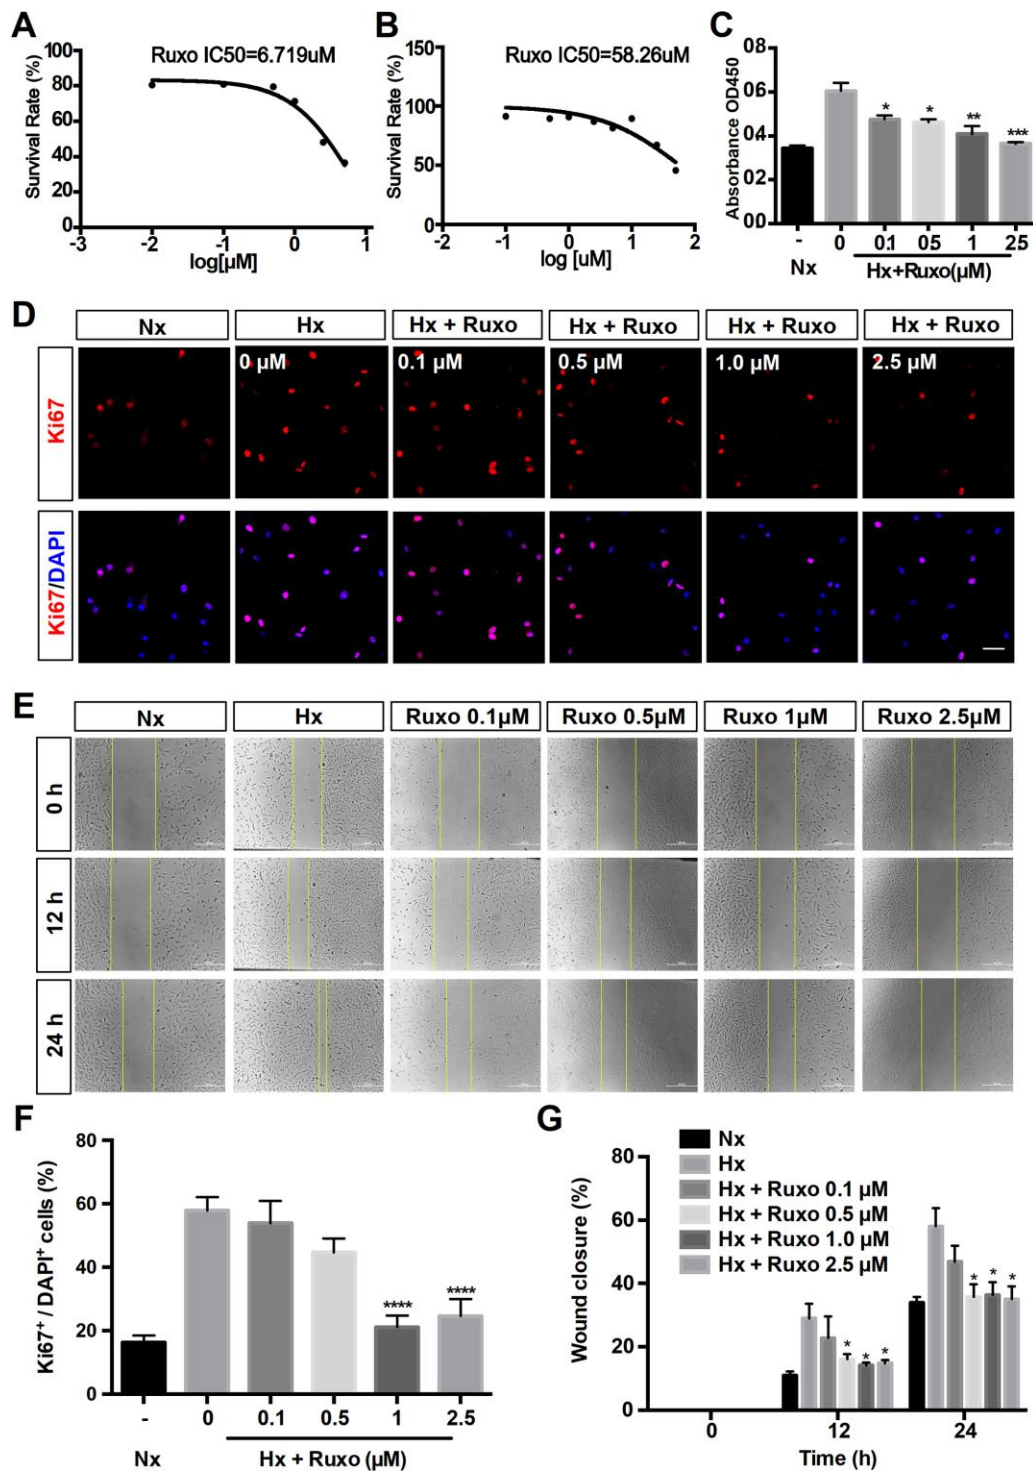 A
Ruxo IC50=6.719uM
Survival Rate (%)
100
80
60
40
20
0
-3 -2 -1 0 1
log[µM]
B
Ruxo IC50=58.26uM
Survival Rate (%)
150
100
50
0
-2 -1 0 1 2
log [uM]
C
Absorbance OD450
06
04
02
00
* * ** ***
- 0 0.1 05 1 25
Nx Hx+Ruxo(µM)
D
Nx Hx Hx + Ruxo Hx + Ruxo Hx + Ruxo Hx + Ruxo
0 µM 0.1 µM 0.5 µM 1.0 µM 2.5 µM
Ki67
Ki67/DAPI
E
Nx Hx Ruxo 0.1µM Ruxo 0.5µM Ruxo 1µM Ruxo 2.5µM
0 h
12 h
24 h
F
Ki67⁺ / DAPI⁺ cells (%)
80
60
40
20
0
**** ****
- 0 0.1 0.5 1 2.5
Nx Hx + Ruxo (µM)
G
Nx
Hx
Hx + Ruxo 0.1 µM
Hx + Ruxo 0.5 µM
Hx + Ruxo 1.0 µM
Hx + Ruxo 2.5 µM
Wound closure (%)
80
60
40
20
0
* * * * * *
0 12 24
Time (h)